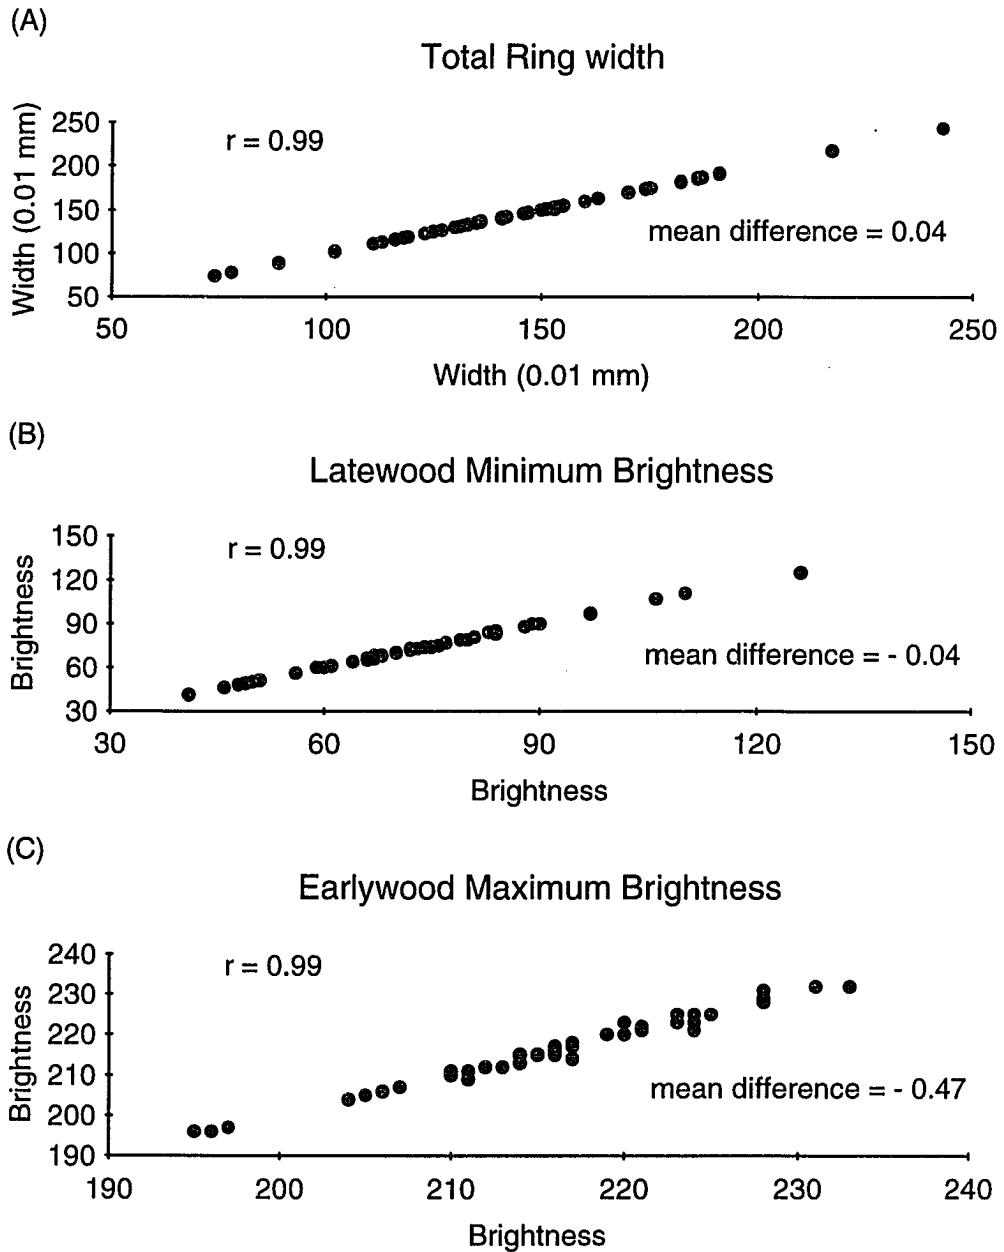 (A)
Total Ring width
Width (0.01 mm)
250
200
150
100
50
r = 0.99
mean difference = 0.04
50 100 150 200 250
Width (0.01 mm)
(B)
Latewood Minimum Brightness
Brightness
150
120
90
60
30
r = 0.99
mean difference = - 0.04
30 60 90 120 150
Brightness
(C)
Earlywood Maximum Brightness
Brightness
240
230
220
210
200
190
r = 0.99
mean difference = - 0.47
190 200 210 220 230 240
Brightness